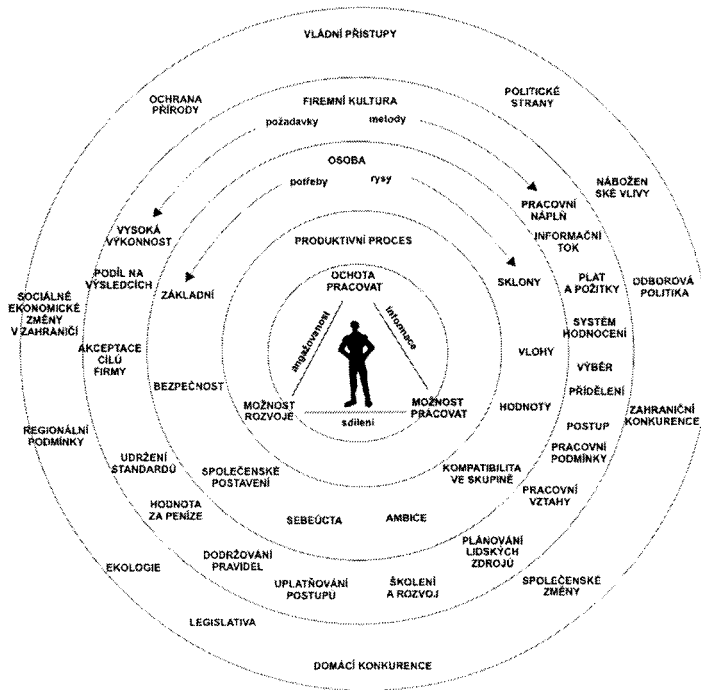 VLÁDNÍ PŘÍSTUPY
OCHRANA
PŘÍRODY
POLITICKÉ
STRANY
FIREMNÍ KULTURA
požadavky
melody
NÁBOŽEN
SKÉ VLIVY
OSOBA
potřeby
rysy
PRACOVNÍ
NÁPLŇ
VYSOKÁ
VÝKONNOST
INFORMAČNÍ
TOK
PRODUKTIVNÍ PROCES
PODÍL NA
VÝSLEDCÍCH
ZÁKLADNÍ
OCHOTA
PRACOVAT
SKLONY
PLAT
A POŽITKY
ODBOROVÁ
POLITIKA
SOCIÁLNĚ
EKONOMICKÉ
ZMĚNY
V ZAHRANIČÍ
angažovanost
informace
SYSTÉM
HODNOCENÍ
AKCEPTACE
CÍLŮ
FIRMY
VLOHY
VÝBĚR
BEZPEČNOST
PŘÍDĚLENÍ
MOŽNOST
ROZVOJE
MOŽNOST
PRACOVAT
sdílení
HODNOTY
ZAHRANIČNÍ
KONKURENCE
REGIONÁLNÍ
PODMÍNKY
POSTUP
PRACOVNÍ
PODMÍNKY
UDRŽENÍ
STANDARDŮ
SPOLEČENSKÉ
POSTAVENÍ
KOMPATIBILITA
VE SKUPINĚ
HODNOTA
ZA PENÍZE
PRACOVNÍ
VZTAHY
SEBEÚCTA
AMBICE
DODRŽOVÁNÍ
PRAVIDEL
PLÁNOVÁNÍ
LIDSKÝCH
ZDROJŮ
EKOLOGIE
UPLATŇOVÁNÍ
POSTUPŮ
ŠKOLENÍ
A ROZVOJ
SPOLEČENSKÉ
ZMĚNY
LEGISLATIVA
DOMÁCÍ KONKURENCE